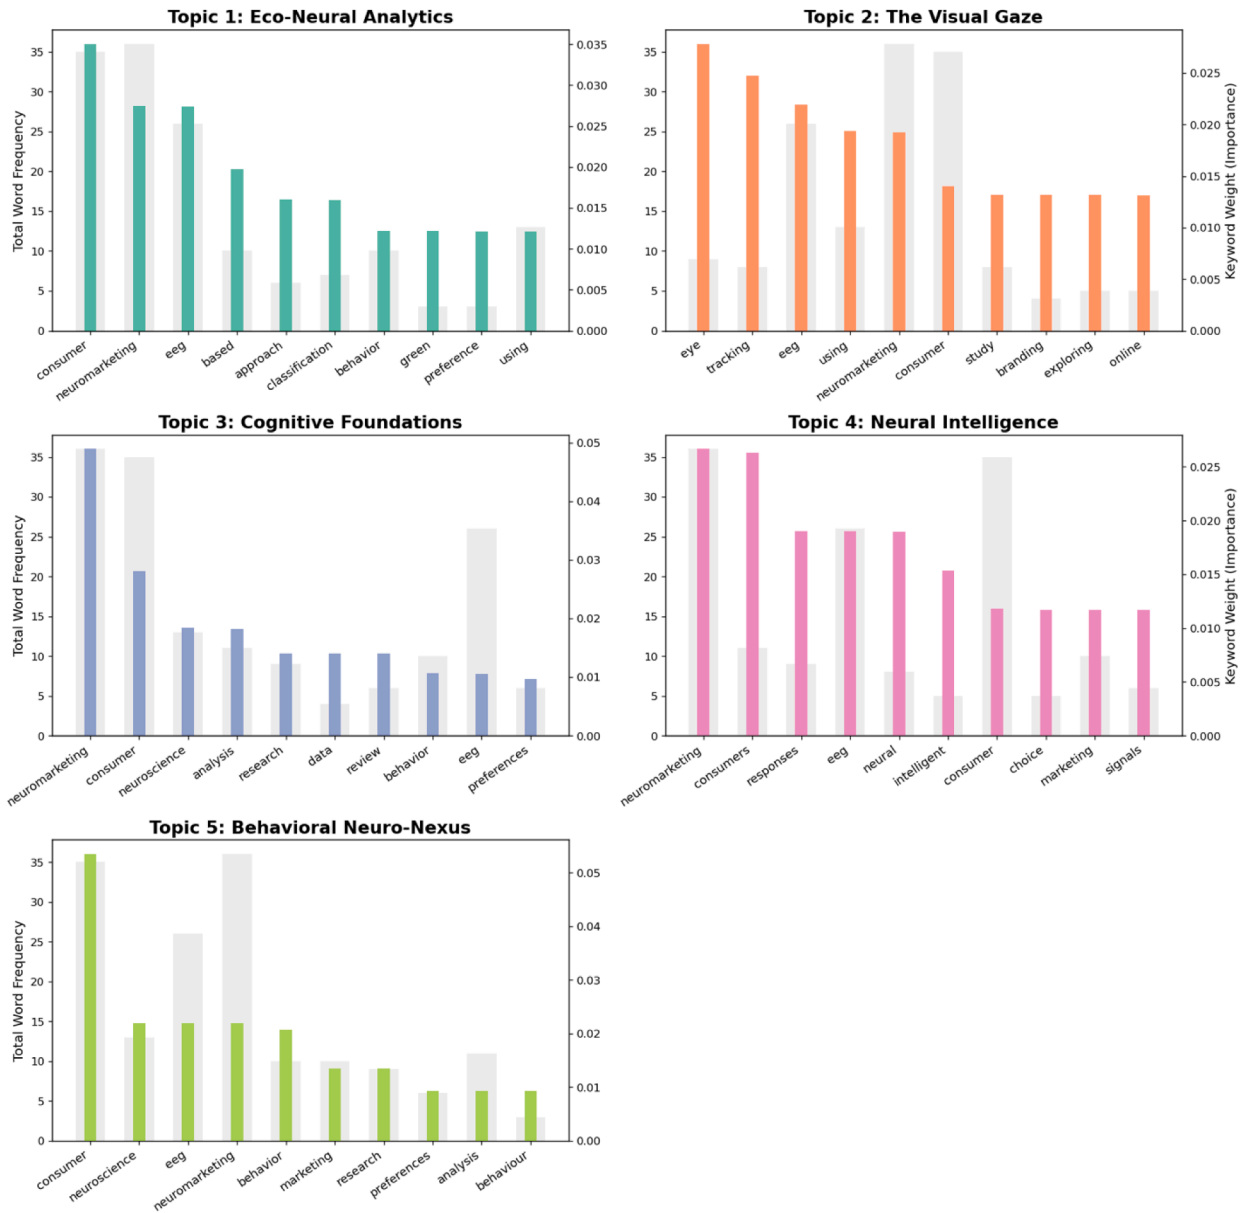 Topic 1: Eco-Neural Analytics
Total Word Frequency
35
30
25
20
15
10
5
0
0.035
0.030
0.025
0.020
0.015
0.010
0.005
0.000
consumer
neuromarketing
eeg
based
approach
classification
behavior
green
preference
using
Topic 2: The Visual Gaze
35
30
25
20
15
10
5
0
0.025
0.020
0.015
0.010
0.005
0.000
Keyword Weight (Importance)
eye
tracking
eeg
using
neuromarketing
consumer
study
branding
exploring
online
Topic 3: Cognitive Foundations
Total Word Frequency
35
30
25
20
15
10
5
0
0.05
0.04
0.03
0.02
0.01
0.00
neuromarketing
consumer
neuroscience
analysis
research
data
review
behavior
eeg
preferences
Topic 4: Neural Intelligence
35
30
25
20
15
10
5
0
0.025
0.020
0.015
0.010
0.005
0.000
Keyword Weight (Importance)
neuromarketing
consumers
responses
eeg
neural
intelligent
consumer
choice
marketing
signals
Topic 5: Behavioral Neuro-Nexus
Total Word Frequency
35
30
25
20
15
10
5
0
0.05
0.04
0.03
0.02
0.01
0.00
consumer
neuroscience
eeg
neuromarketing
behavior
marketing
research
preferences
analysis
behaviour